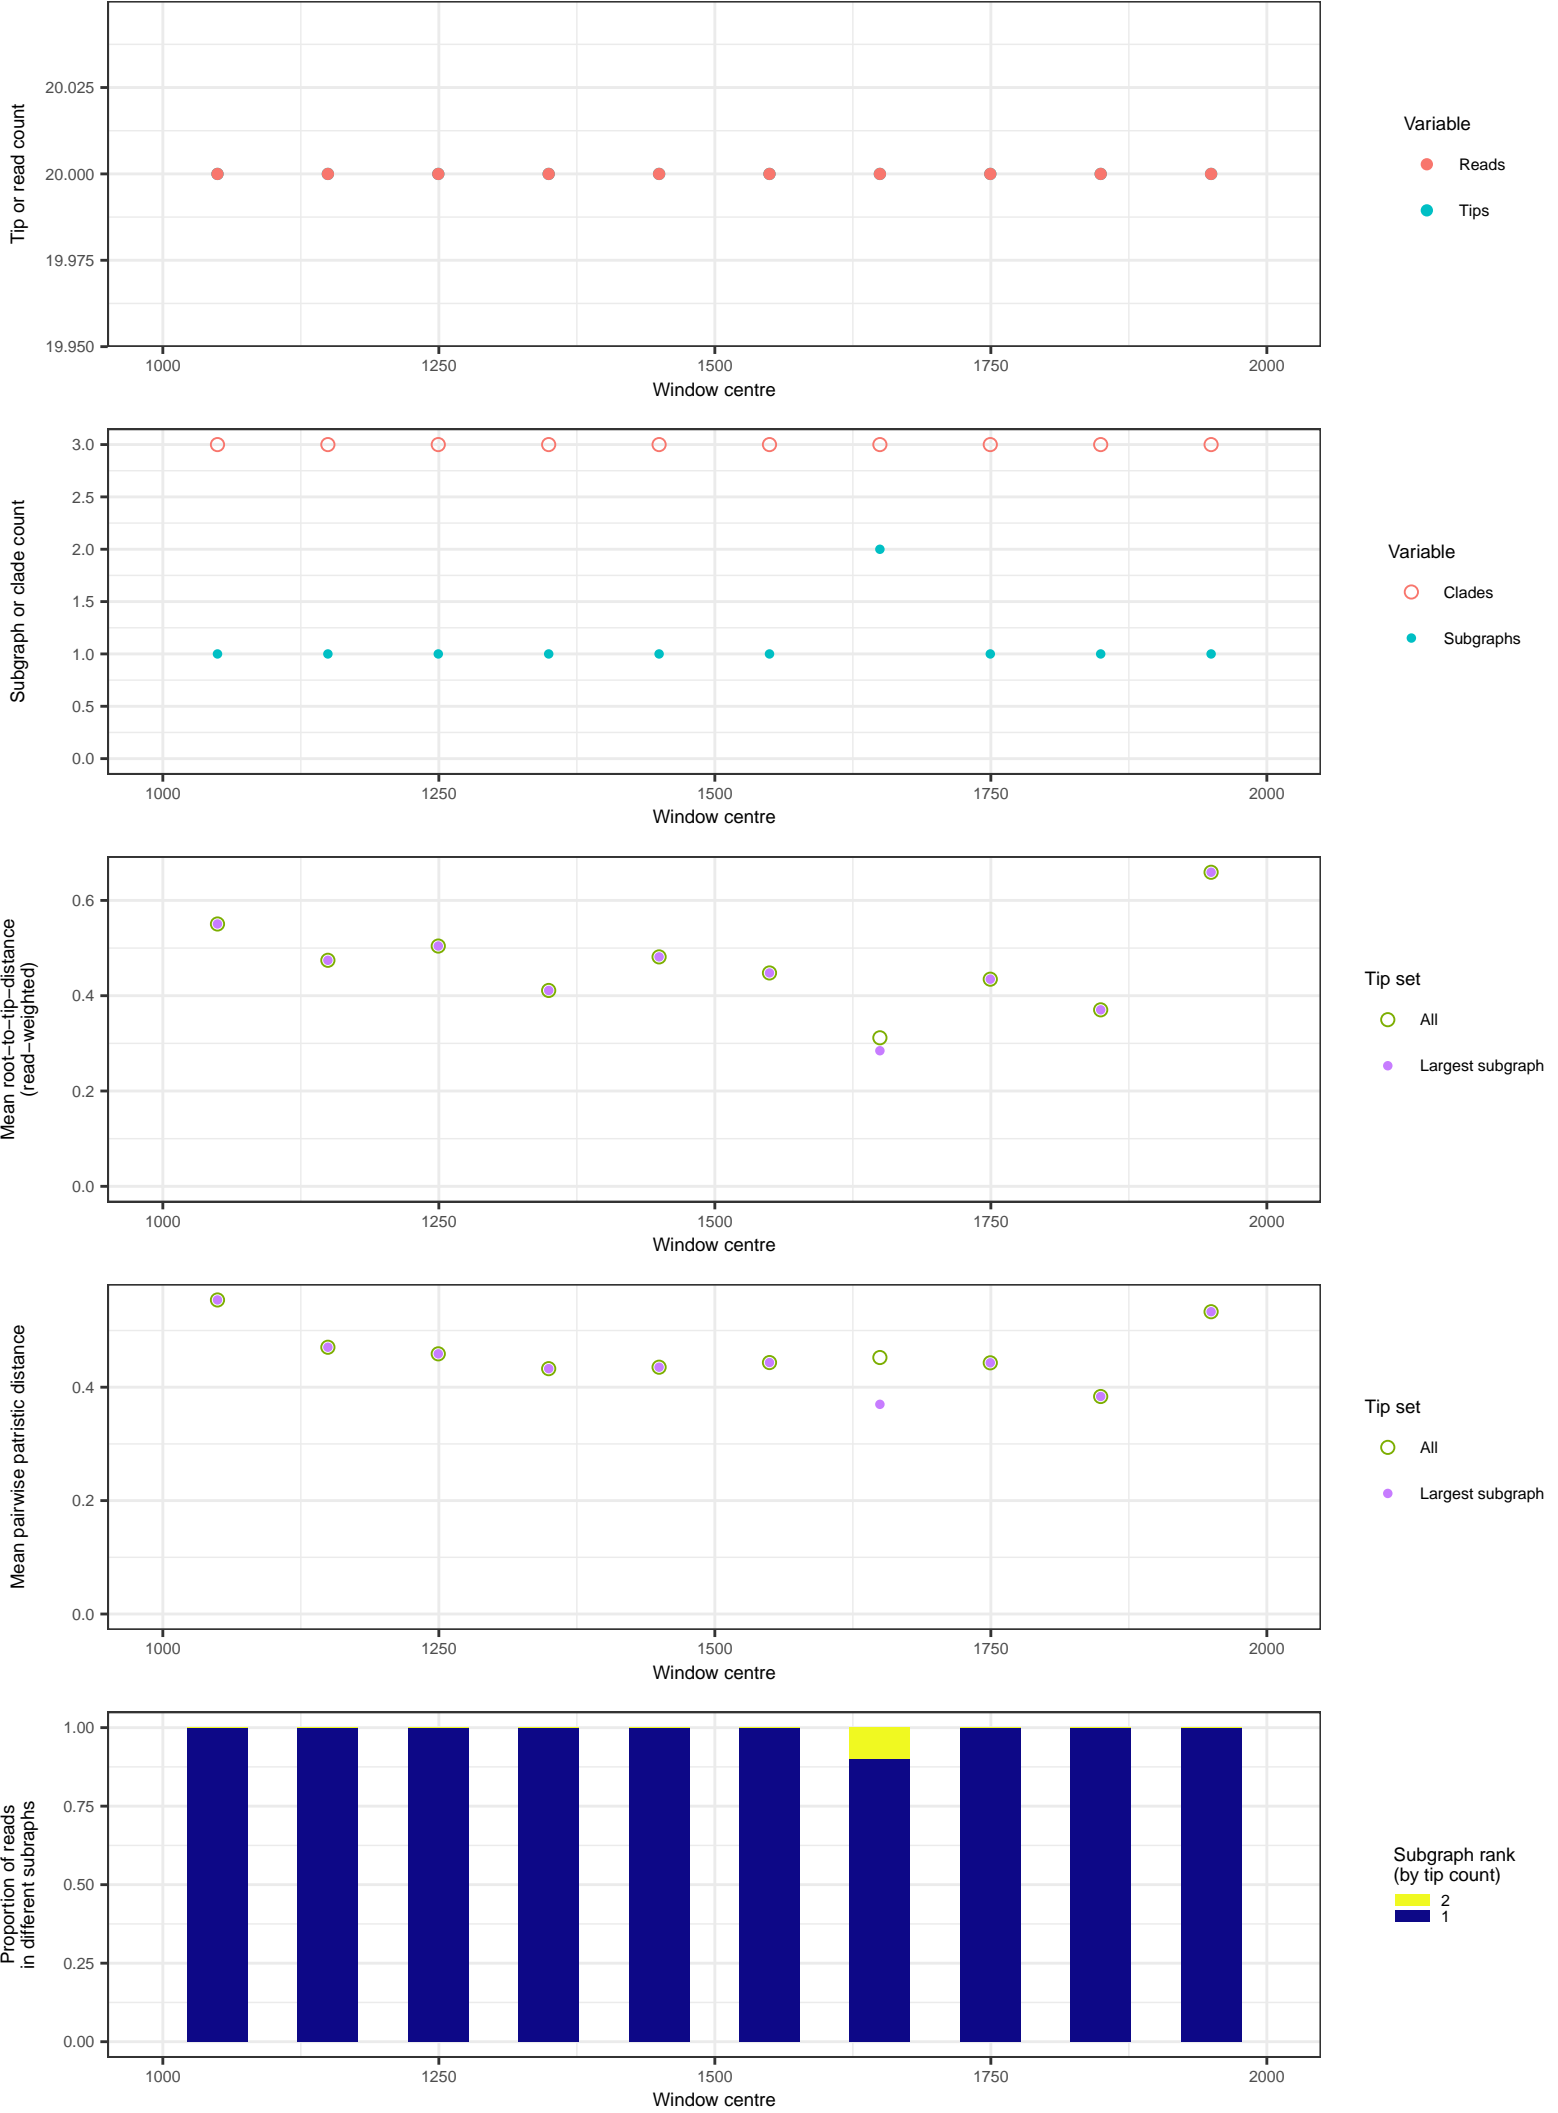 Tip or read count
20.025
20.000
19.975
19.950
1000 1250 1500 1750 2000
Window centre
Variable
Reads
Tips
Subgraph or clade count
3.0
2.5
2.0
1.5
1.0
0.5
0.0
1000 1250 1500 1750 2000
Window centre
Variable
Clades
Subgraphs
Mean root−to−tip−distance
(read−weighted)
0.6
0.4
0.2
0.0
1000 1250 1500 1750 2000
Window centre
Tip set
All
Largest subgraph
Mean pairwise patristic distance
0.4
0.2
0.0
1000 1250 1500 1750 2000
Window centre
Tip set
All
Largest subgraph
Proportion of reads
in different subraphs
1.00
0.75
0.50
0.25
0.00
1000 1250 1500 1750 2000
Window centre
Subgraph rank
(by tip count)
2
1